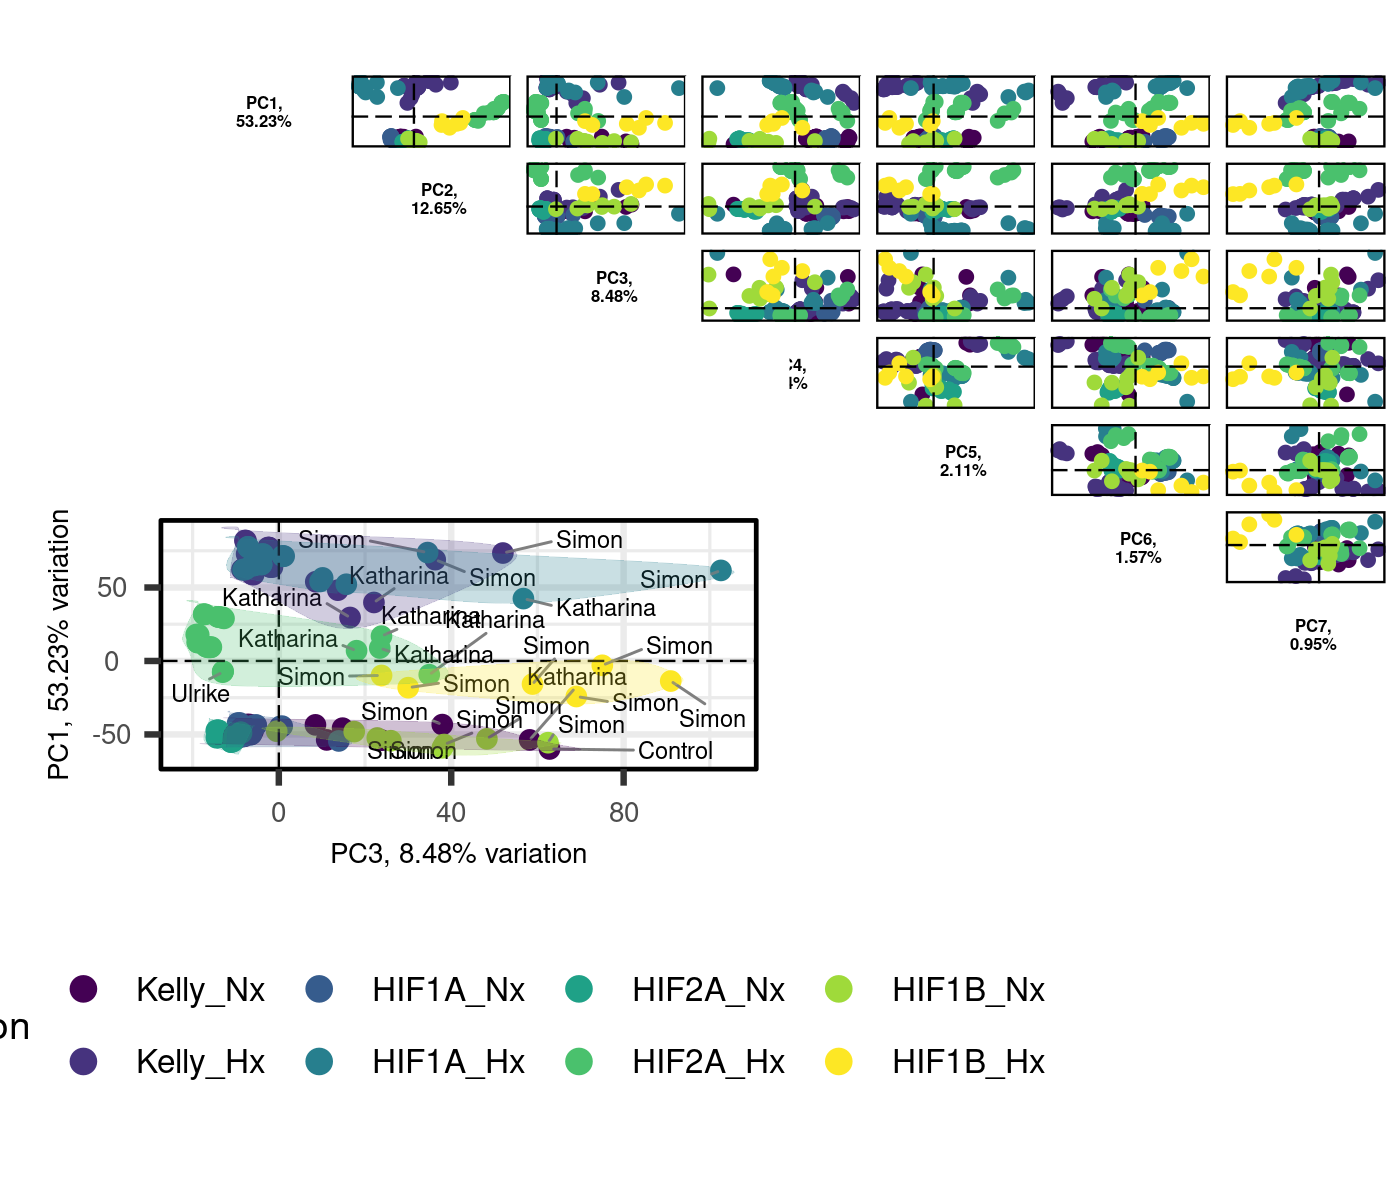 PC1,
53.23%
PC2,
12.65%
PC3,
8.48%
PC5,
2.11%
PC6,
1.57%
PC7,
0.95%
PC1, 53.23% variation
50
0
-50
Simon
Simon
Katharina
Simon
Simon
Katharina
Katharina
Katharina
Katharina
Katharina
Katharina
Simon
Simon
Simon
Simon
Katharina
Ulrike
Simon
Simon
Simon
Simon
Simon
Simon
Simon
Simon
Control
0
40
80
PC3, 8.48% variation
Kelly_Nx
HIF1A_Nx
HIF2A_Nx
HIF1B_Nx
on
Kelly_Hx
HIF1A_Hx
HIF2A_Hx
HIF1B_Hx